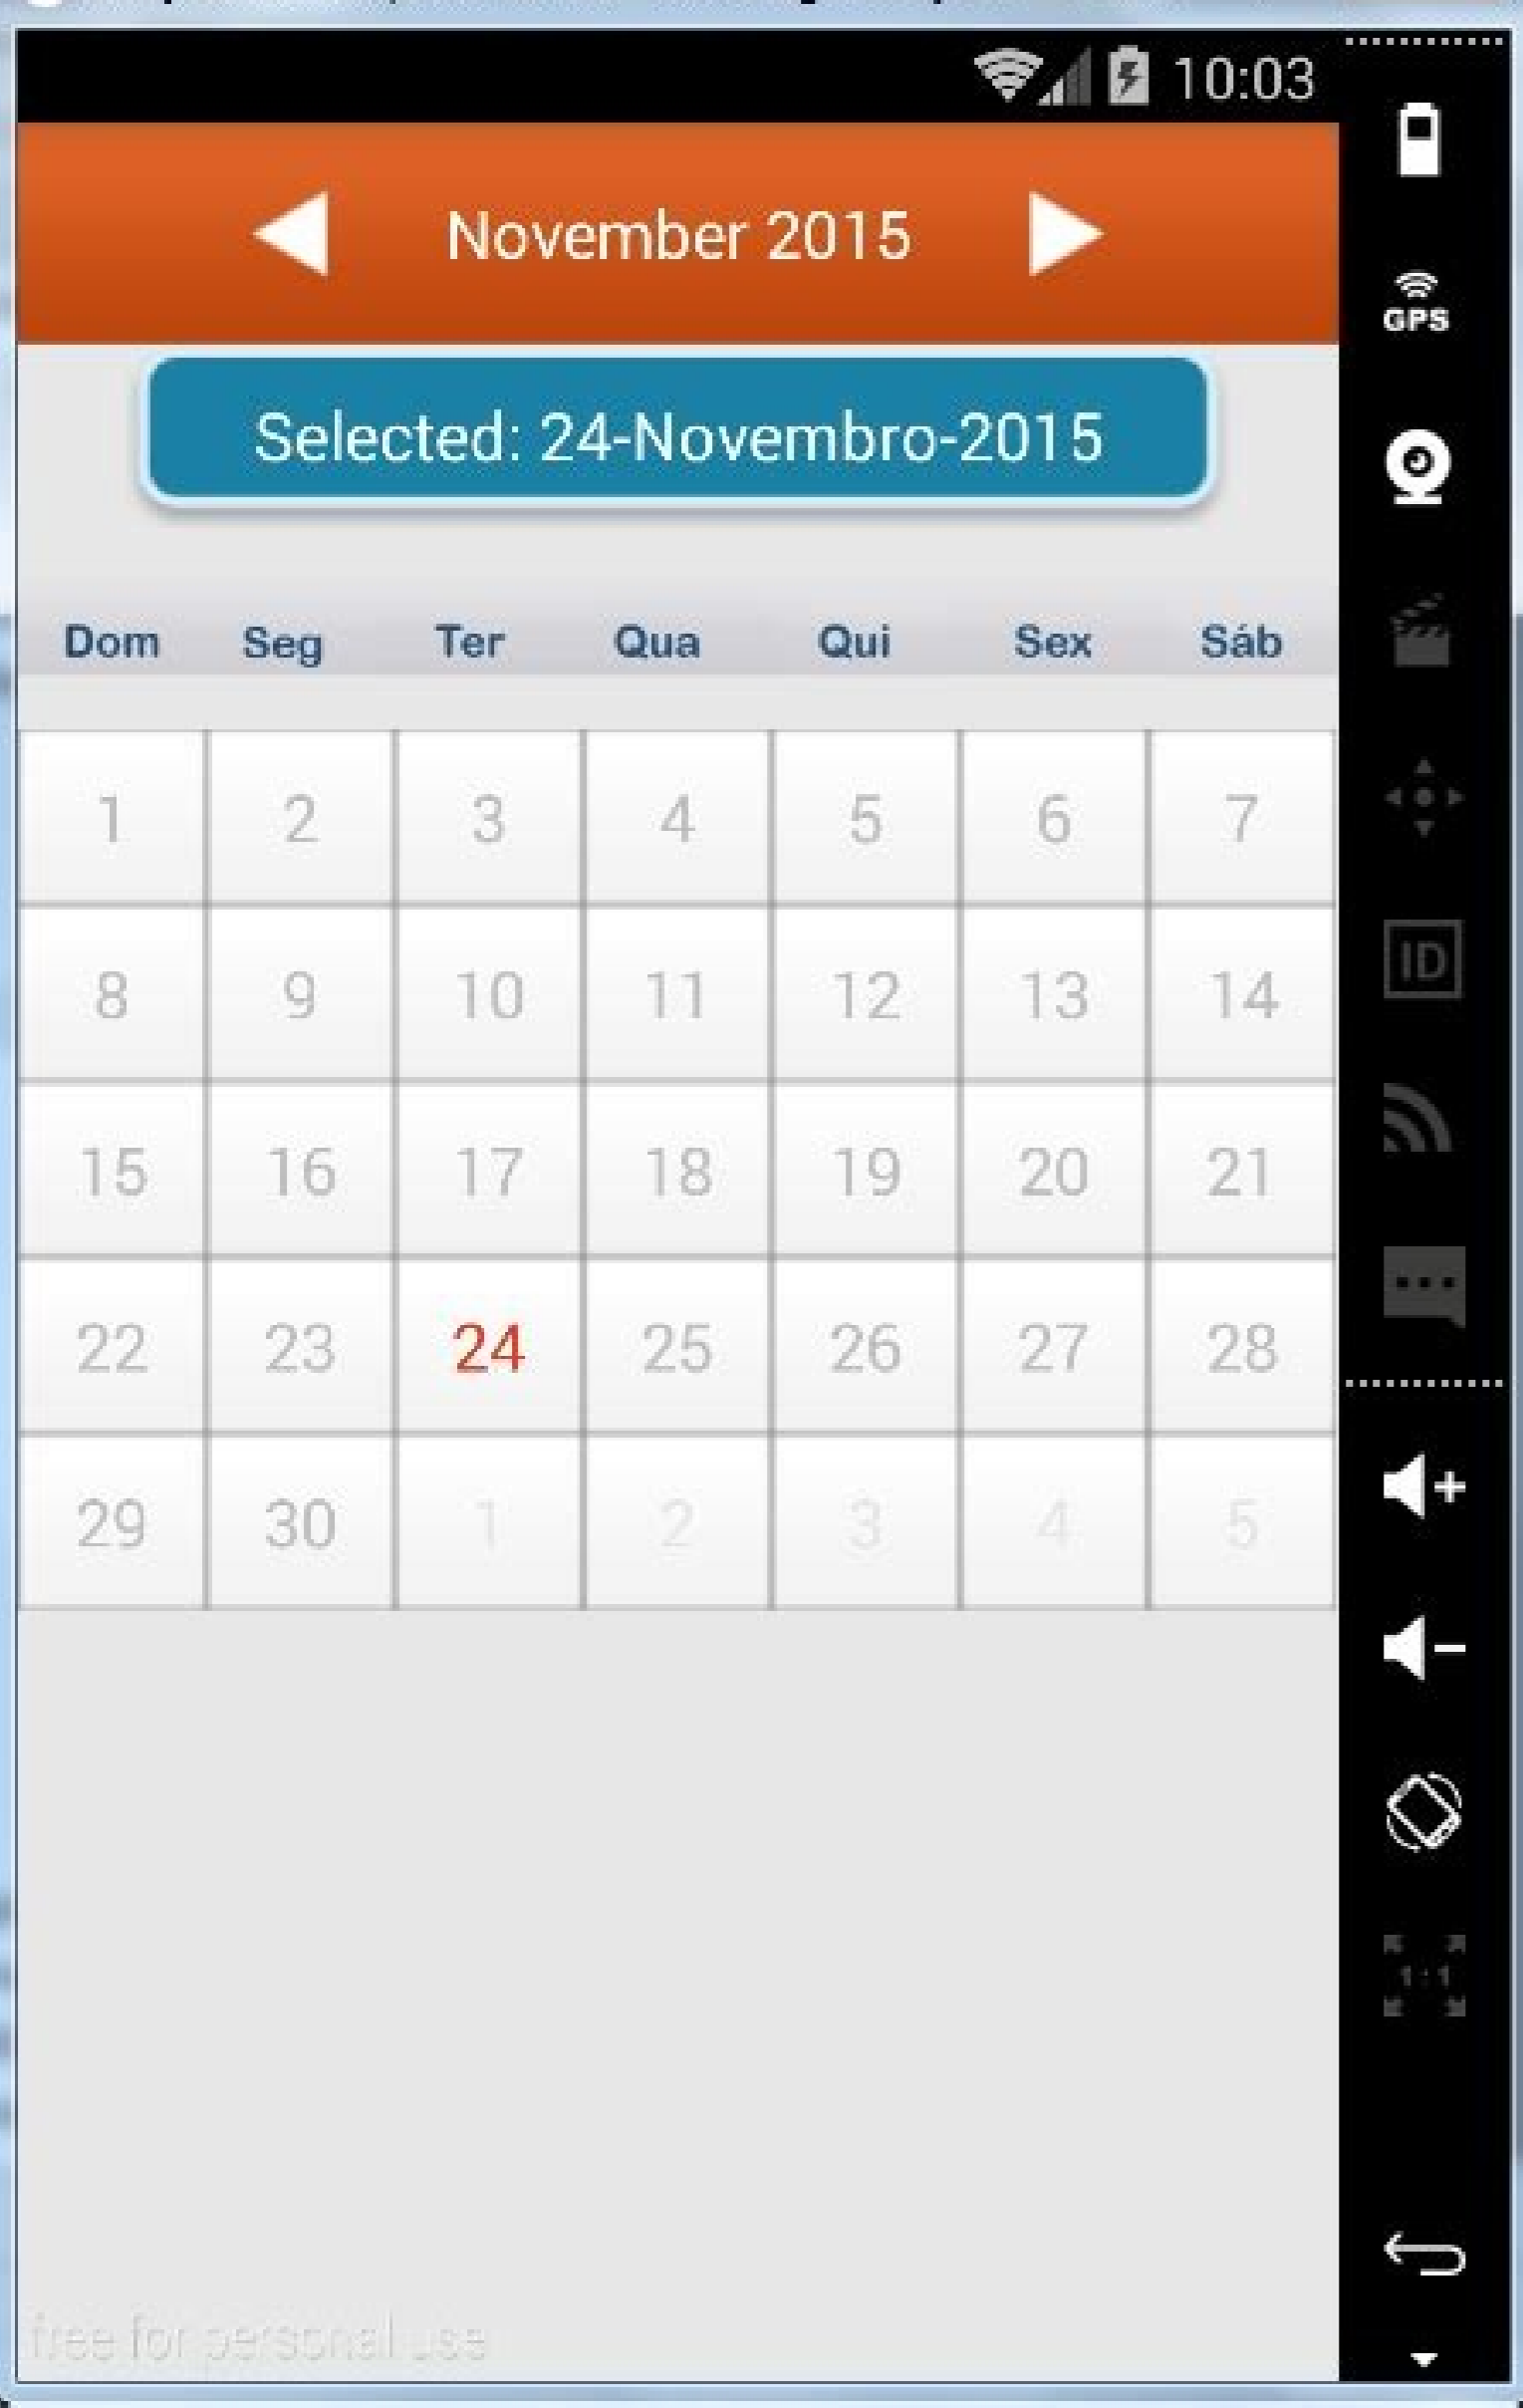 10:03
November 2015
Selected: 24-Novembro-2015
Dom Seg Ter Qua Qui Sex Sáb
1 2 3 4 5 6 7
8 9 10 11 12 13 14
15 16 17 18 19 20 21
22 23 24 25 26 27 28
29 30 1 2 3 4 5
GPS
ID
1:1
free for personal use